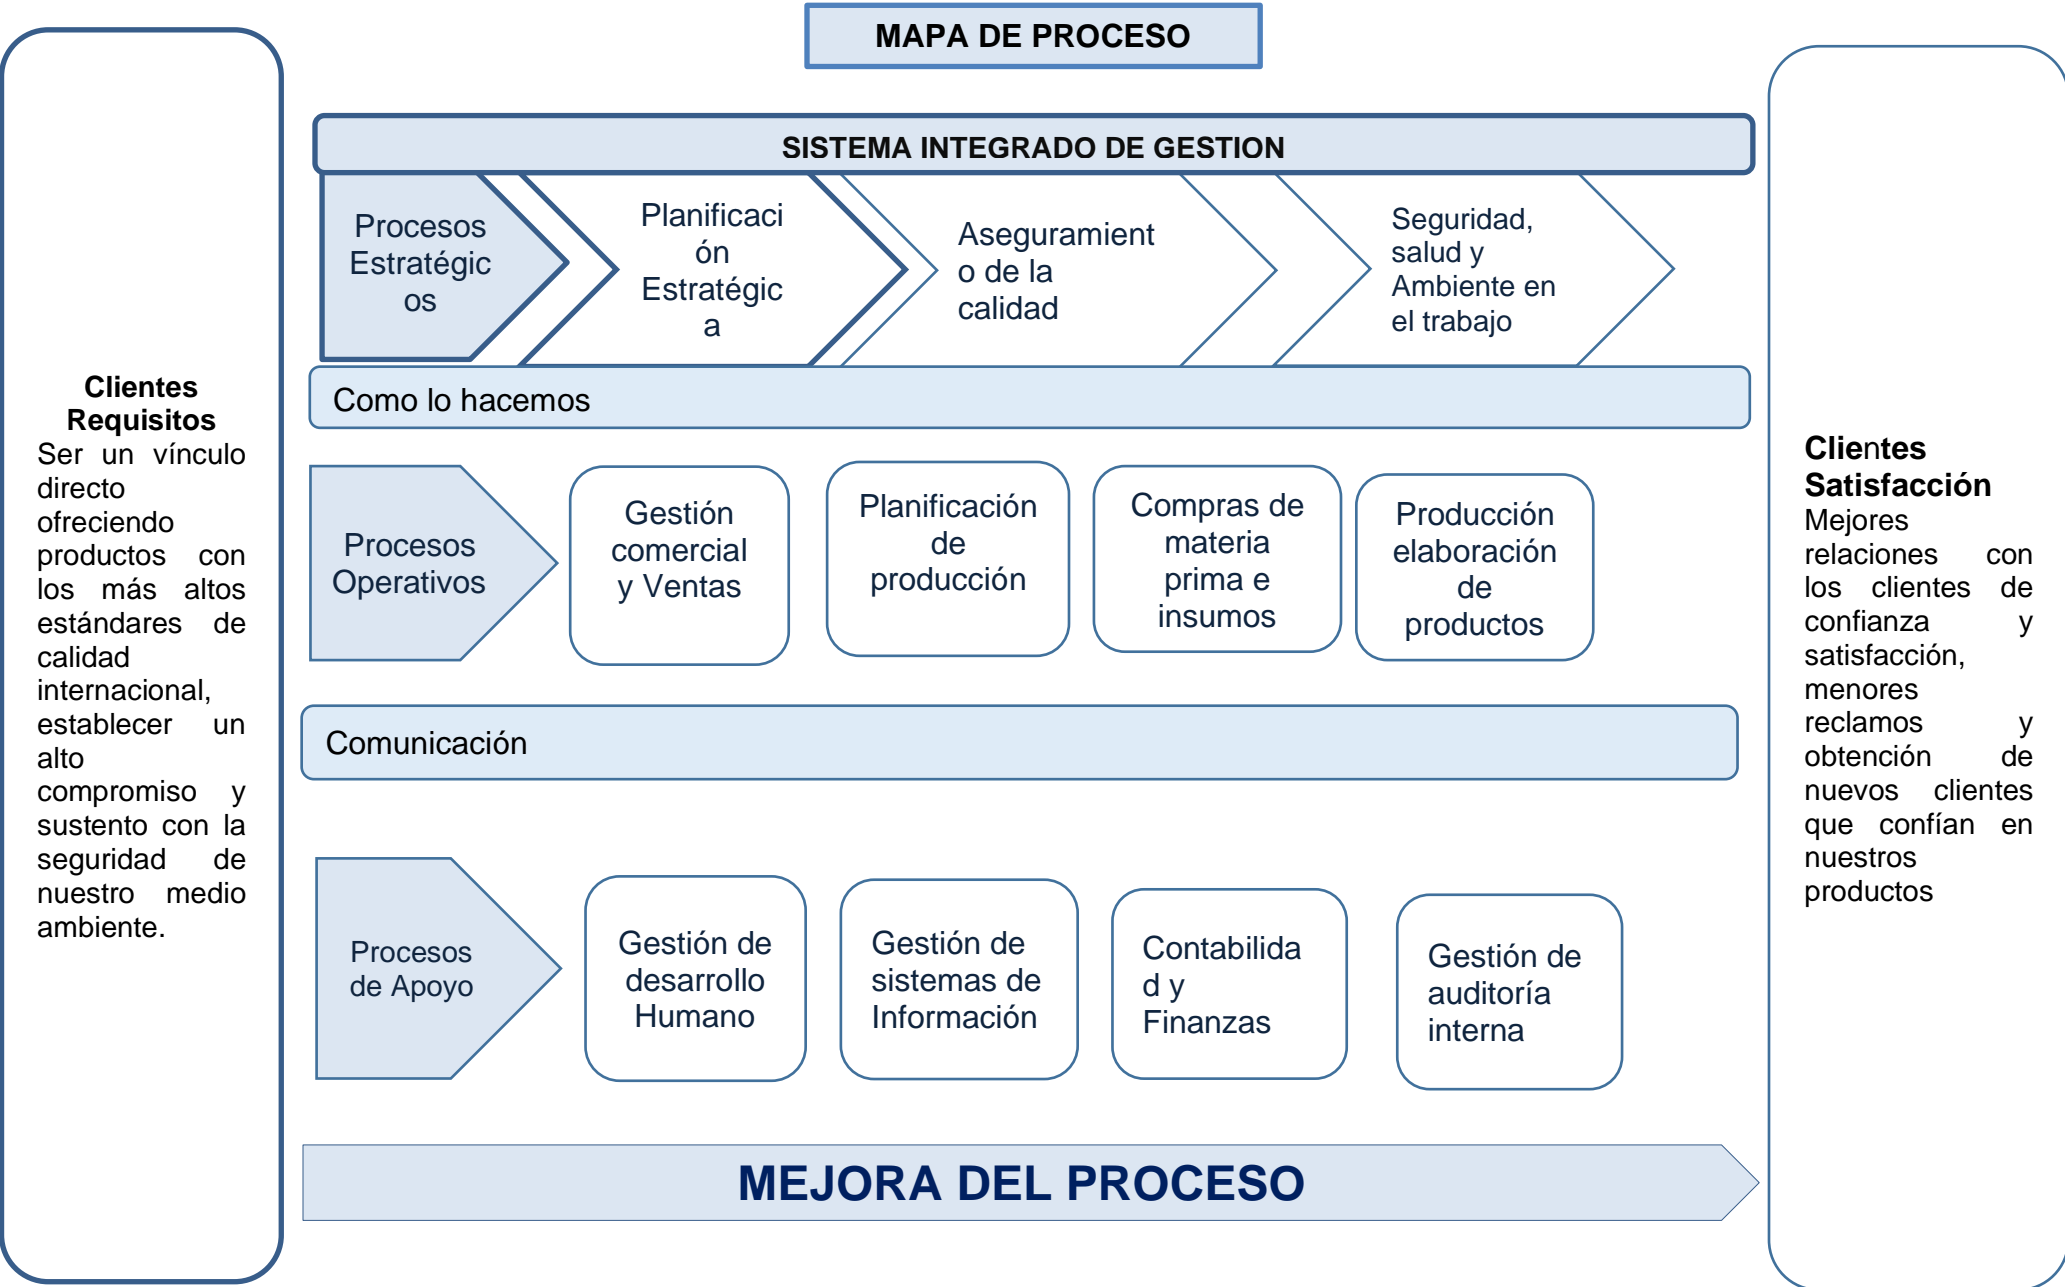 MAPA DE PROCESO
Clientes
Requisitos
Ser un vínculo
directo
ofreciendo
productos con
los más altos
estándares de
calidad
internacional,
establecer un
alto
compromiso y
sustento con la
seguridad de
nuestro medio
ambiente.
SISTEMA INTEGRADO DE GESTION
Procesos
Estratégic
os
Planificaci
ón
Estratégic
a
Aseguramient
o de la
calidad
Seguridad,
salud y
Ambiente en
el trabajo
Como lo hacemos
Procesos
Operativos
Gestión
comercial
y Ventas
Planificación
de
producción
Compras de
materia
prima e
insumos
Producción
elaboración
de
productos
Comunicación
Procesos
de Apoyo
Gestión de
desarrollo
Humano
Gestión de
sistemas de
Información
Contabilida
d y
Finanzas
Gestión de
auditoría
interna
MEJORA DEL PROCESO
Clientes
Satisfacción
Mejores
relaciones con
los clientes de
confianza y
satisfacción,
menores
reclamos y
obtención de
nuevos clientes
que confían en
nuestros
productos